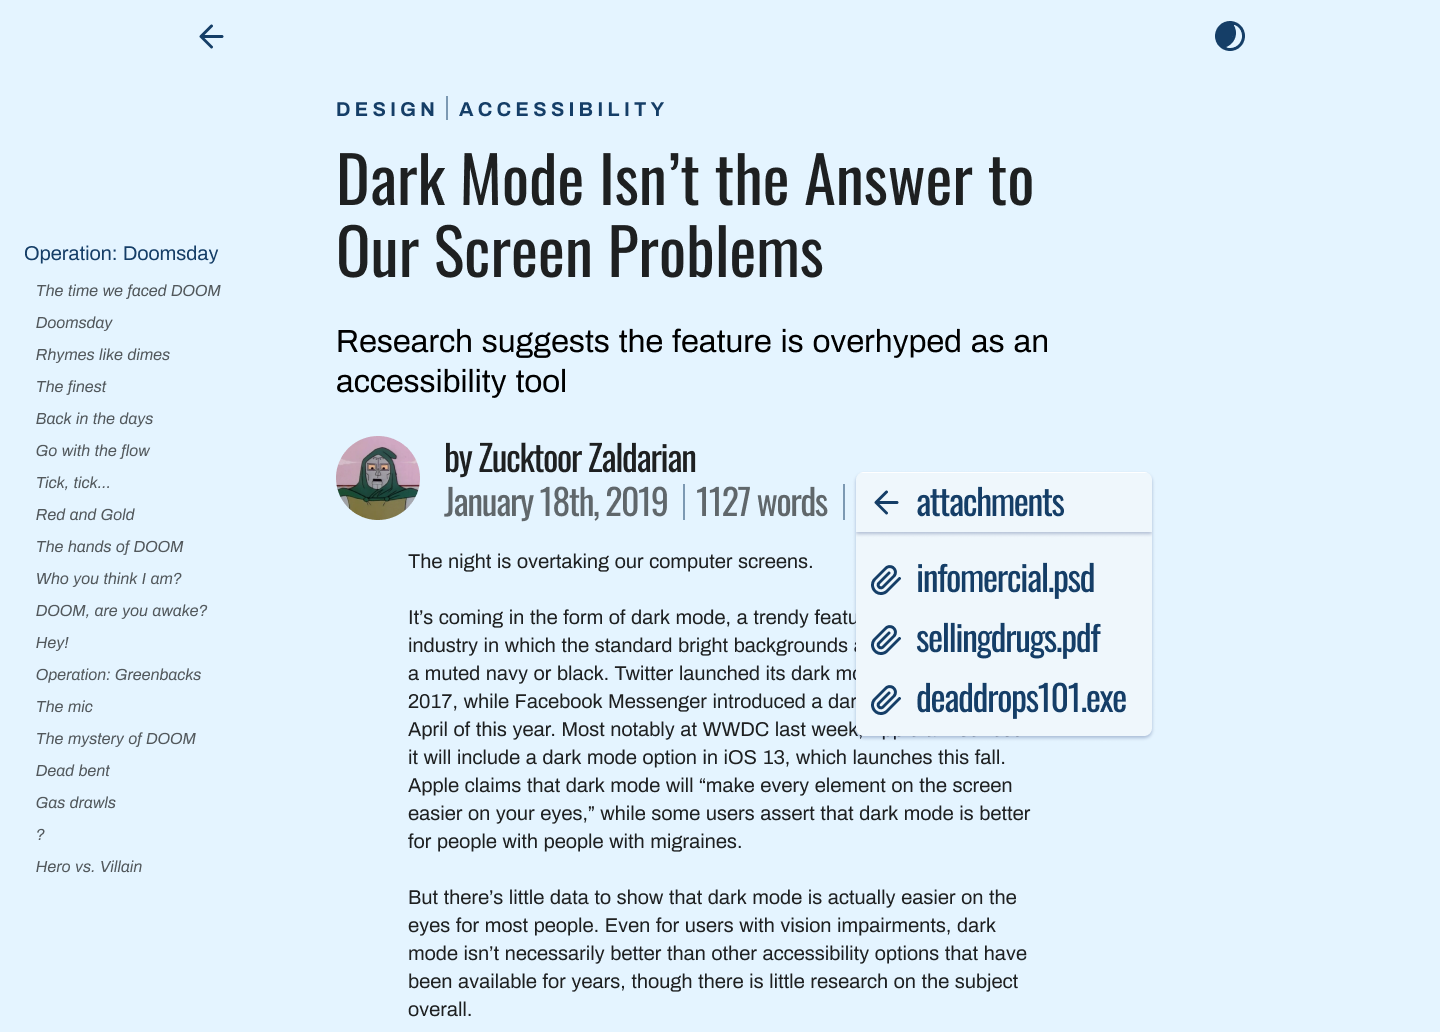 DESIGN | ACCESSIBILITY
Dark Mode Isn’t the Answer to
Our Screen Problems
Research suggests the feature is overhyped as an
accessibility tool
by Zucktoor Zaldarian
January 18th, 2019 | 1127 words |
Operation: Doomsday
The time we faced DOOM
Doomsday
Rhymes like dimes
The finest
Back in the days
Go with the flow
Tick, tick...
Red and Gold
The hands of DOOM
Who you think I am?
DOOM, are you awake?
Hey!
Operation: Greenbacks
The mic
The mystery of DOOM
Dead bent
Gas drawls
?
Hero vs. Villain
attachments
infomercial.psd
sellingdrugs.pdf
deaddrops101.exe
The night is overtaking our computer screens.
It’s coming in the form of dark mode, a trendy
industry in which the standard bright backgrounds
a muted navy or black. Twitter launched its dark
2017, while Facebook Messenger introduced a
April of this year. Most notably at WWDC last week,
it will include a dark mode option in iOS 13, which launches this fall.
Apple claims that dark mode will “make every element on the screen
easier on your eyes,” while some users assert that dark mode is better
for people with people with migraines.
But there’s little data to show that dark mode is actually easier on the
eyes for most people. Even for users with vision impairments, dark
mode isn’t necessarily better than other accessibility options that have
been available for years, though there is little research on the subject
overall.